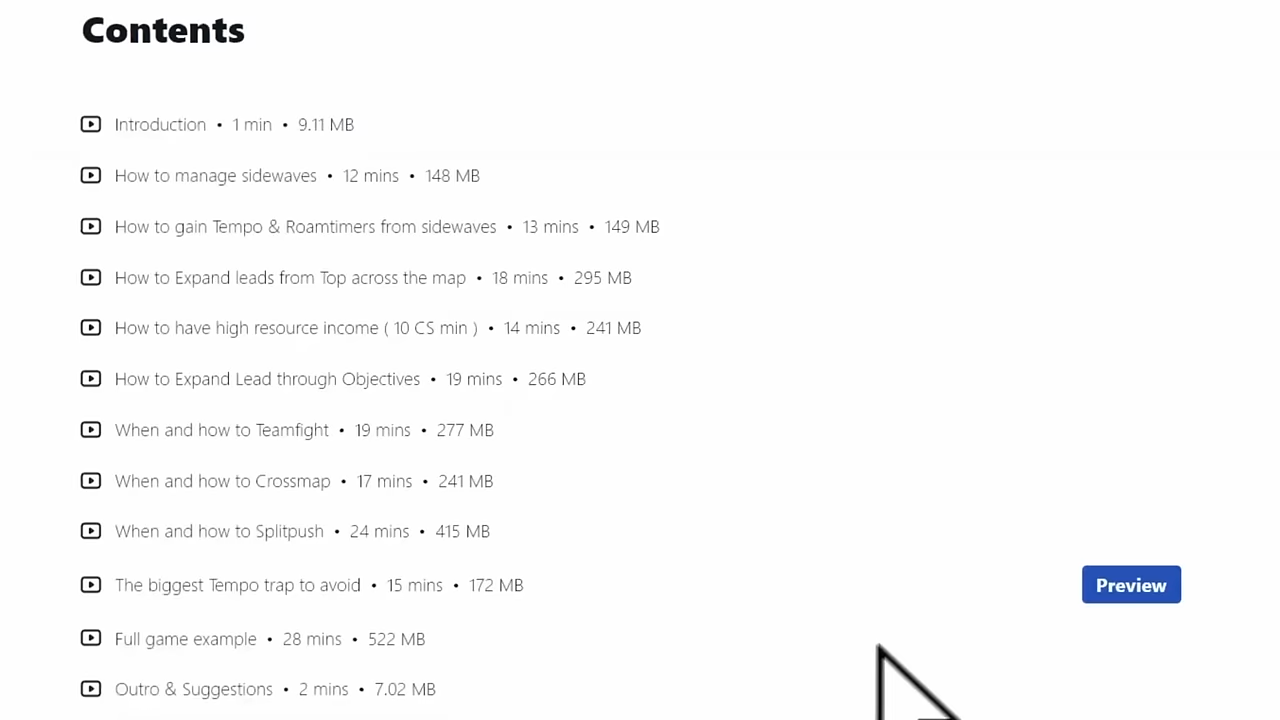 Contents
Introduction • 1 min • 9.11 MB
How to manage sidewaves • 12 mins • 148 MB
How to gain Tempo & Roamtimers from sidewaves • 13 mins • 149 MB
How to Expand leads from Top across the map • 18 mins • 295 MB
How to have high resource income ( 10 CS min ) • 14 mins • 241 MB
How to Expand Lead through Objectives • 19 mins • 266 MB
When and how to Teamfight • 19 mins • 277 MB
When and how to Crossmap • 17 mins • 241 MB
When and how to Splitpush • 24 mins • 415 MB
The biggest Tempo trap to avoid • 15 mins • 172 MB
Preview
Full game example • 28 mins • 522 MB
Outro & Suggestions • 2 mins • 7.02 MB